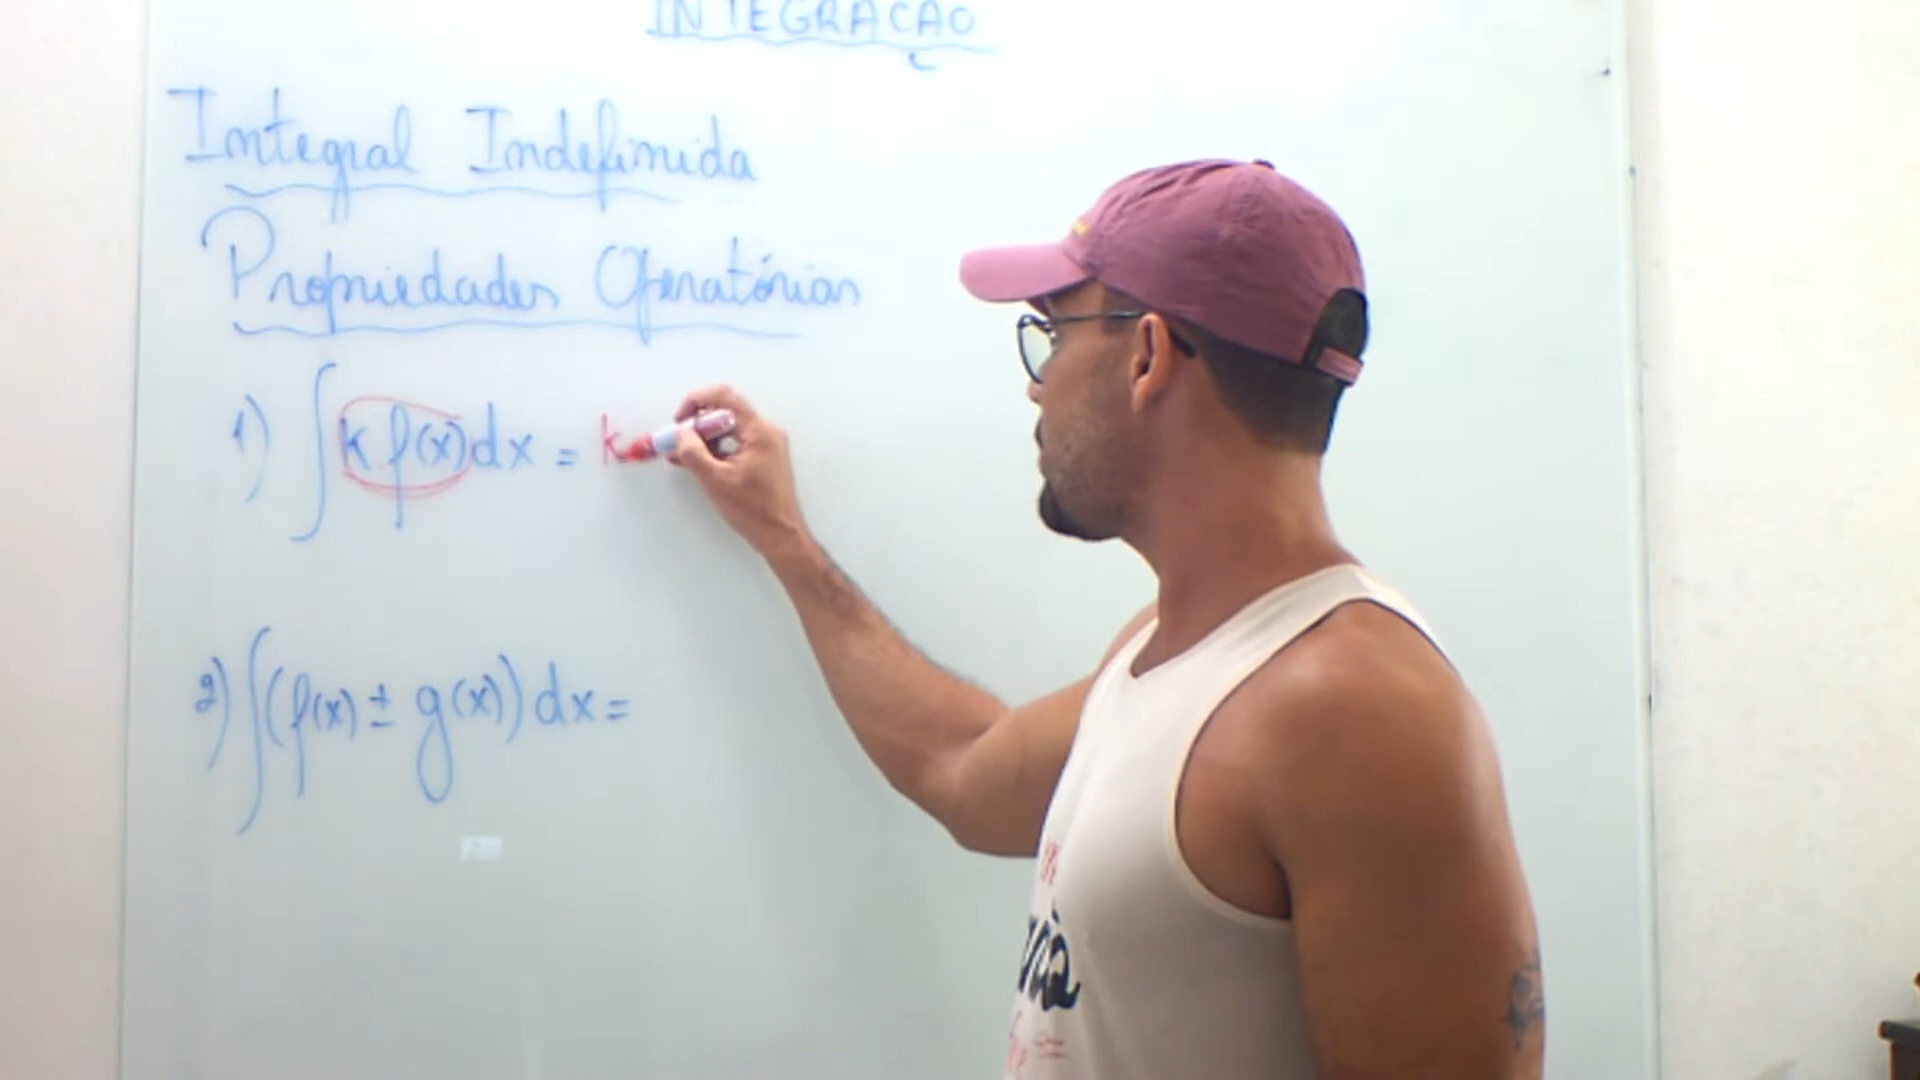 INTEGRAÇÃO
Integral Indefinida
Propriedades Operatórias
1) ∫ k f(x) dx = k
2) ∫ (f(x) ± g(x)) dx =